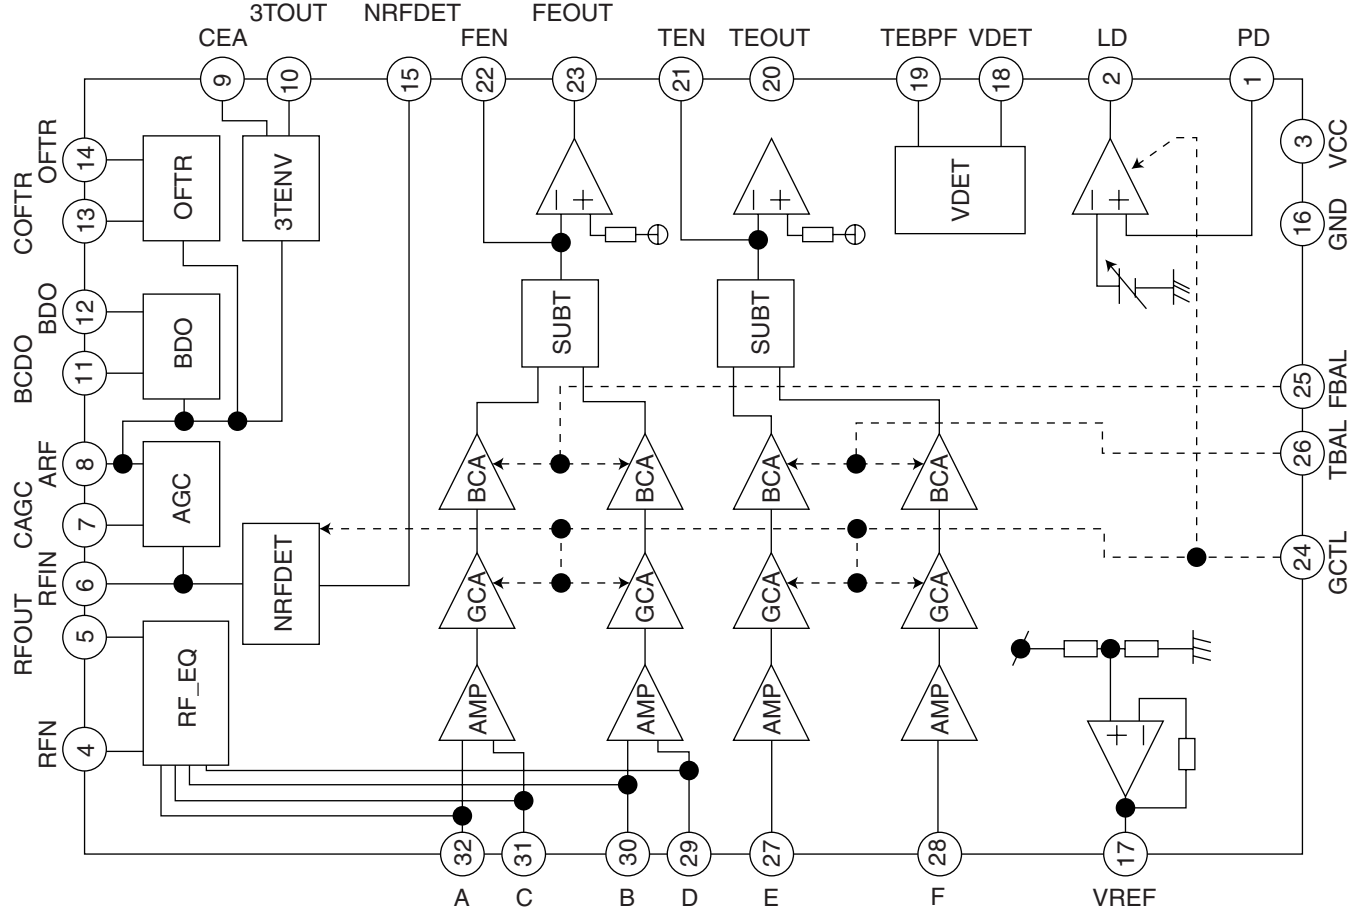 3TOUT NRFDET FEOUT
CEA FEN TEN TEOUT TEBPF VDET LD PD
9 10 15 22 23 21 20 19 18 2 1
OFTR
14
OFTR
3TENV
3
VCC
COFTR
13
VDET
16
GND
− +
− +
− +
BDO
12
BDO
SUBT
SUBT
BCDO
11
25
FBAL
ARF
8
AGC
BCA
BCA
BCA
BCA
26
TBAL
CAGC
7
NRFDET
24
GCTL
RFIN
6
GCA
GCA
GCA
GCA
RFOUT
5
RF_EQ
AMP
AMP
AMP
AMP
RFN
4
+ −
32 31 30 29 27 28 17
A C B D E F VREF